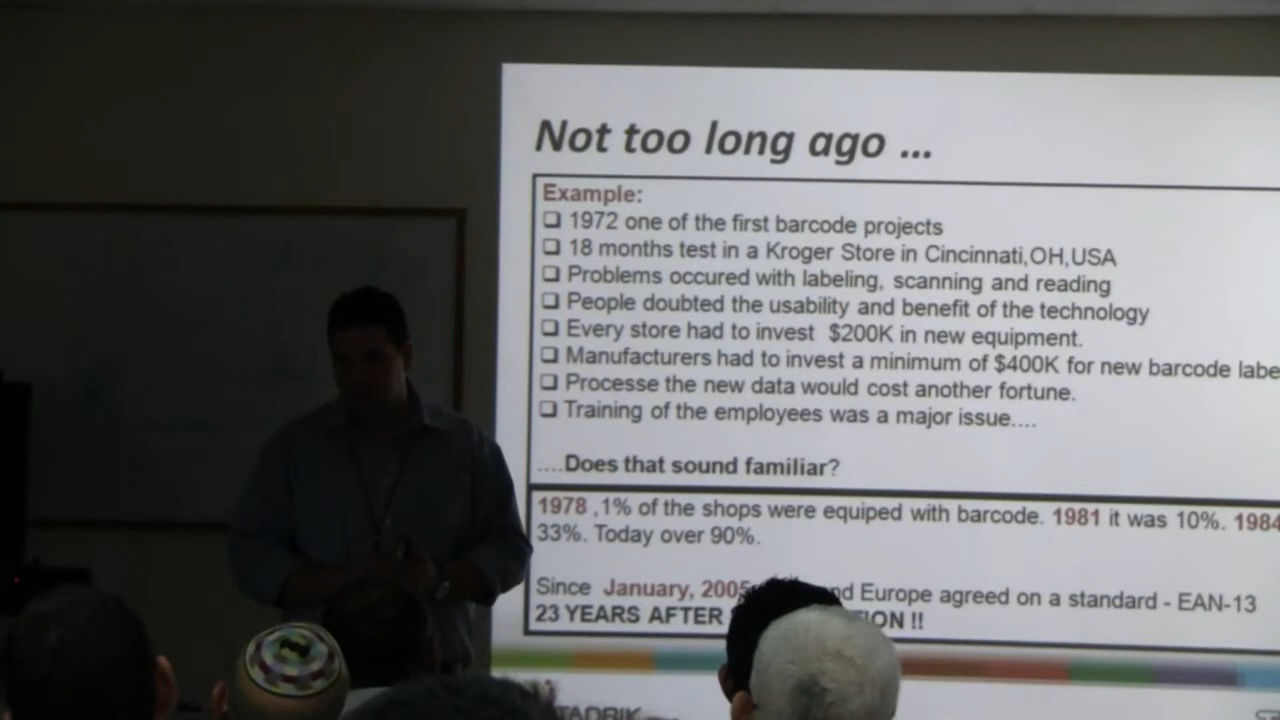 Not too long ago ...
Example:
❑ 1972 one of the first barcode projects
❑ 18 months test in a Kroger Store in Cincinnati,OH,USA
❑ Problems occured with labeling, scanning and reading
❑ People doubted the usability and benefit of the technology
❑ Every store had to invest $200K in new equipment.
❑ Manufacturers had to invest a minimum of $400K for new barcode labe
❑ Processe the new data would cost another fortune.
❑ Training of the employees was a major issue....
....Does that sound familiar?
1978 ,1% of the shops were equiped with barcode. 1981 it was 10%. 1984
33%. Today over 90%.
Since January, 2005 Europe agreed on a standard - EAN-13
23 YEARS AFTER !!